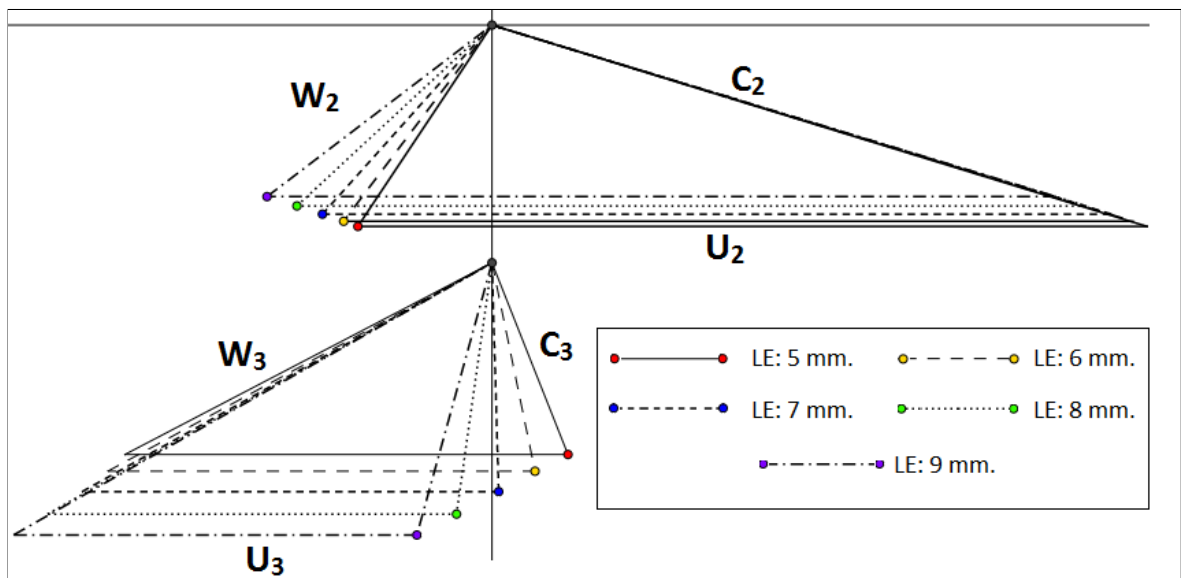 W₂
C₂
U₂
W₃
C₃
U₃
LE: 5 mm.
LE: 6 mm.
LE: 7 mm.
LE: 8 mm.
LE: 9 mm.